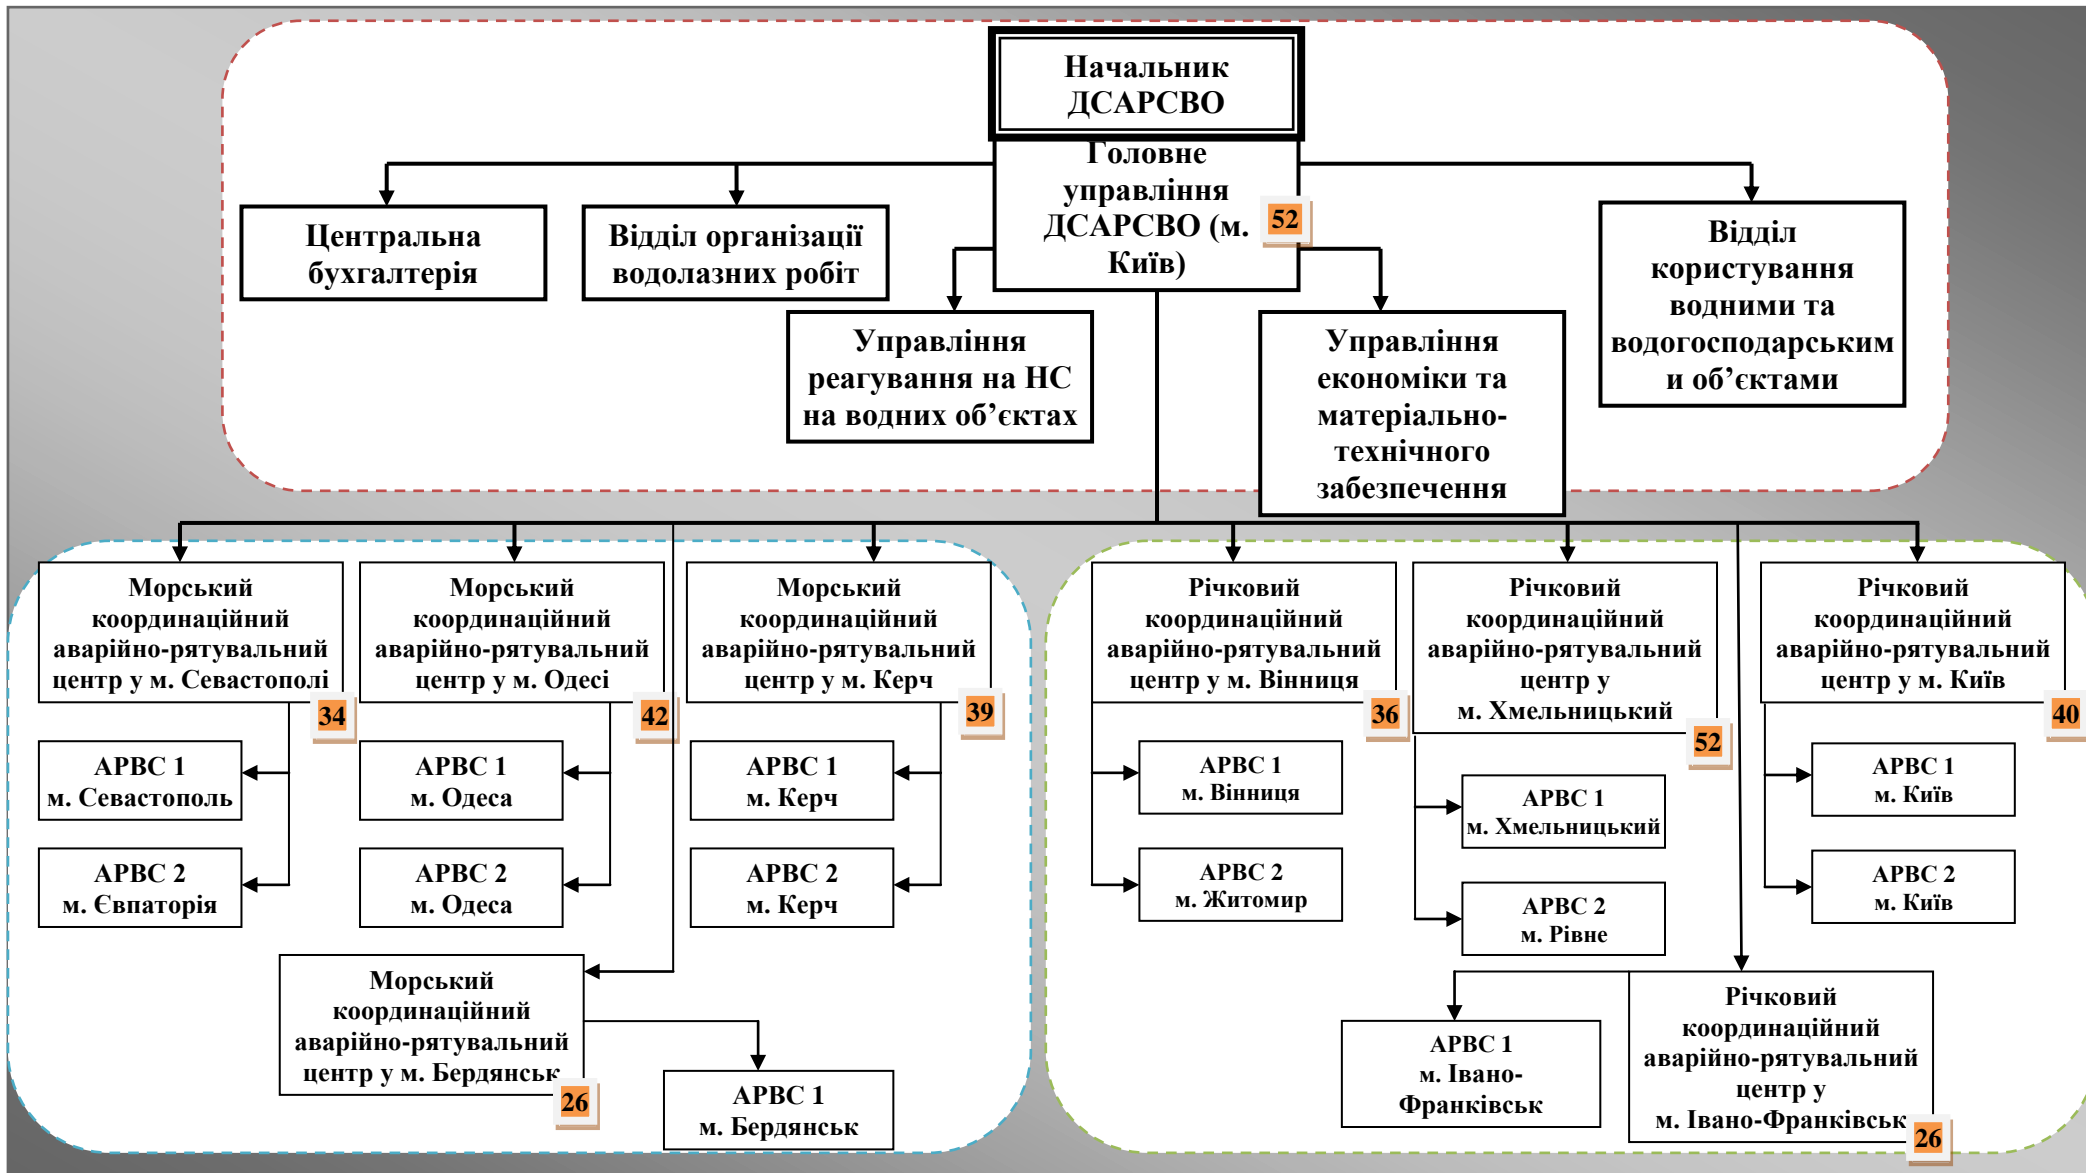 Начальник
ДСАРСВО
Головне
управління
ДСАРСВО (м.
Київ)
52
Центральна
бухгалтерія
Відділ організації
водолазних робіт
Управління
реагування на НС
на водних об’єктах
Управління
економіки та
матеріально-
технічного
забезпечення
Відділ
користування
водними та
водогосподарським
и об’єктами
Морський
координаційний
аварійно-рятувальний
центр у м. Севастополі
34
АРВС 1
м. Севастополь
АРВС 2
м. Євпаторія
Морський
координаційний
аварійно-рятувальний
центр у м. Одесі
42
АРВС 1
м. Одеса
АРВС 2
м. Одеса
Морський
координаційний
аварійно-рятувальний
центр у м. Керч
39
АРВС 1
м. Керч
АРВС 2
м. Керч
Морський
координаційний
аварійно-рятувальний
центр у м. Бердянськ
26
АРВС 1
м. Бердянськ
Річковий
координаційний
аварійно-рятувальний
центр у м. Вінниця
36
АРВС 1
м. Вінниця
АРВС 2
м. Житомир
Річковий
координаційний
аварійно-рятувальний
центр у
м. Хмельницький
52
АРВС 1
м. Хмельницький
АРВС 2
м. Рівне
Річковий
координаційний
аварійно-рятувальний
центр у м. Київ
40
АРВС 1
м. Київ
АРВС 2
м. Київ
АРВС 1
м. Івано-
Франківськ
Річковий
координаційний
аварійно-рятувальний
центр у
м. Івано-Франківськ
26